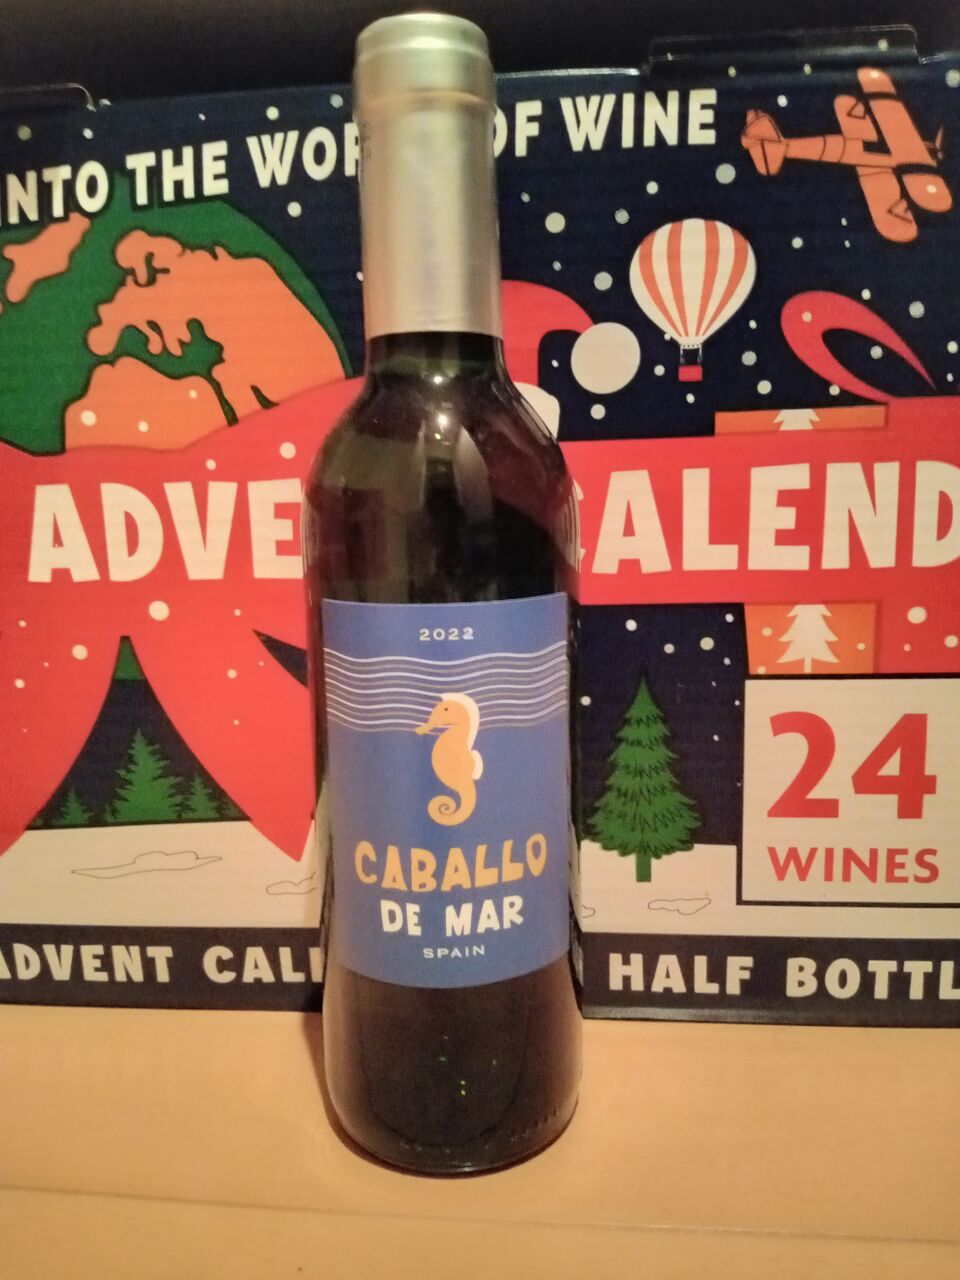 INTO THE WOR OF WINE
ADVE CALEND
2022
CABALLO
DE MAR
SPAIN
24
WINES
ADVENT CAL HALF BOTTL